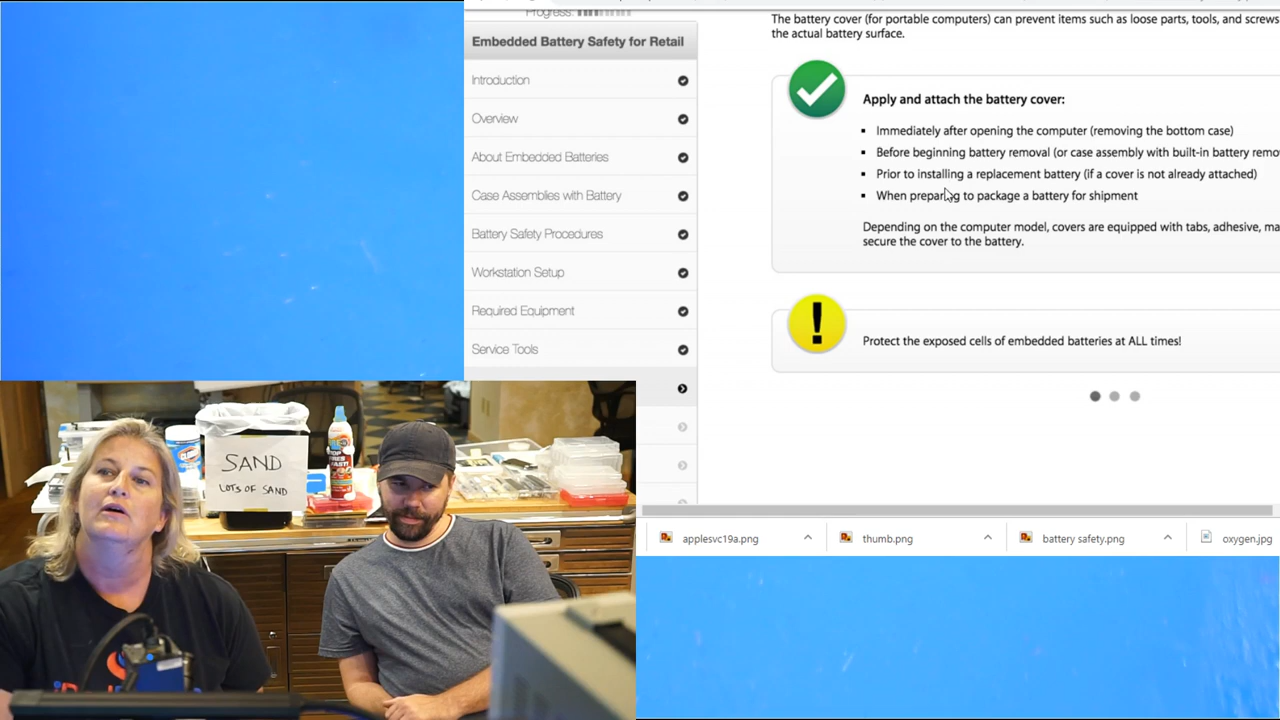 Progress:
Embedded Battery Safety for Retail
Introduction
Overview
About Embedded Batteries
Case Assemblies with Battery
Battery Safety Procedures
Workstation Setup
Required Equipment
Service Tools
The battery cover (for portable computers) can prevent items such as loose parts, tools, and screws
the actual battery surface.
Apply and attach the battery cover:
Immediately after opening the computer (removing the bottom case)
Before beginning battery removal (or case assembly with built-in battery remo
Prior to installing a replacement battery (if a cover is not already attached)
When preparing to package a battery for shipment
Depending on the computer model, covers are equipped with tabs, adhesive, ma
secure the cover to the battery.
!
Protect the exposed cells of embedded batteries at ALL times!
applesvc19a.png
thumb.png
battery safety.png
oxygen.jpg
SAND
LOTS OF SAND
STOP
FIRES
FAST!